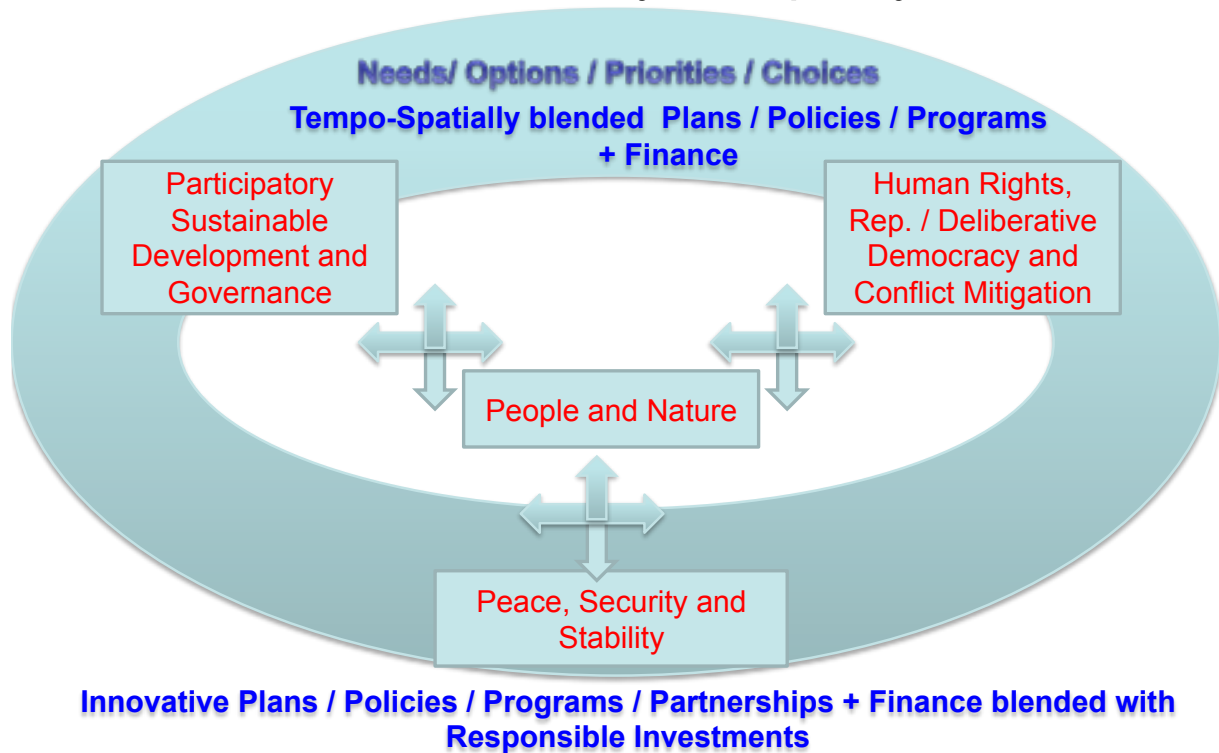 Needs/ Options / Priorities / Choices
Tempo-Spatially blended Plans / Policies / Programs
+ Finance
Participatory
Sustainable
Development and
Governance
Human Rights,
Rep. / Deliberative
Democracy and
Conflict Mitigation
People and Nature
Peace, Security and
Stability
Innovative Plans / Policies / Programs / Partnerships + Finance blended with
Responsible Investments